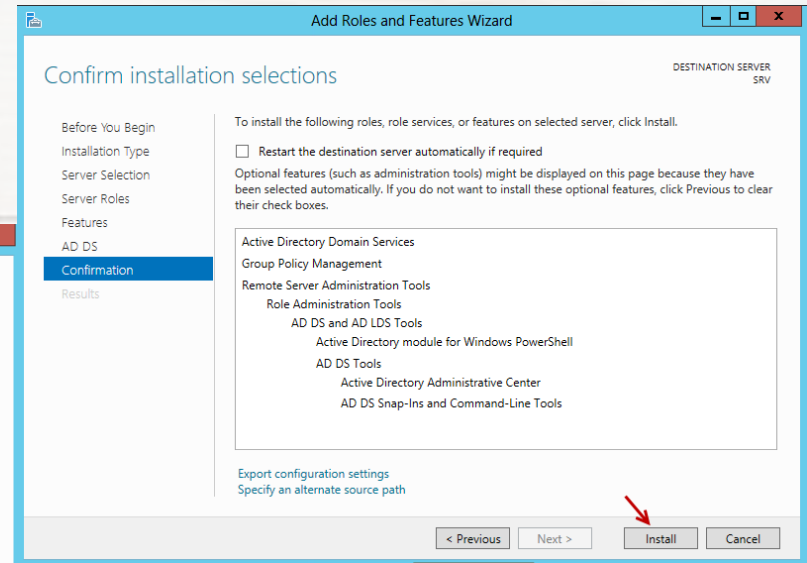 Add Roles and Features Wizard
Confirm installation selections
DESTINATION SERVER
SRV
Before You Begin
Installation Type
Server Selection
Server Roles
Features
AD DS
Confirmation
Results
To install the following roles, role services, or features on selected server, click Install.
Restart the destination server automatically if required
Optional features (such as administration tools) might be displayed on this page because they have
been selected automatically. If you do not want to install these optional features, click Previous to clear
their check boxes.
Active Directory Domain Services
Group Policy Management
Remote Server Administration Tools
Role Administration Tools
AD DS and AD LDS Tools
Active Directory module for Windows PowerShell
AD DS Tools
Active Directory Administrative Center
AD DS Snap-Ins and Command-Line Tools
Export configuration settings
Specify an alternate source path
< Previous
Next >
Install
Cancel